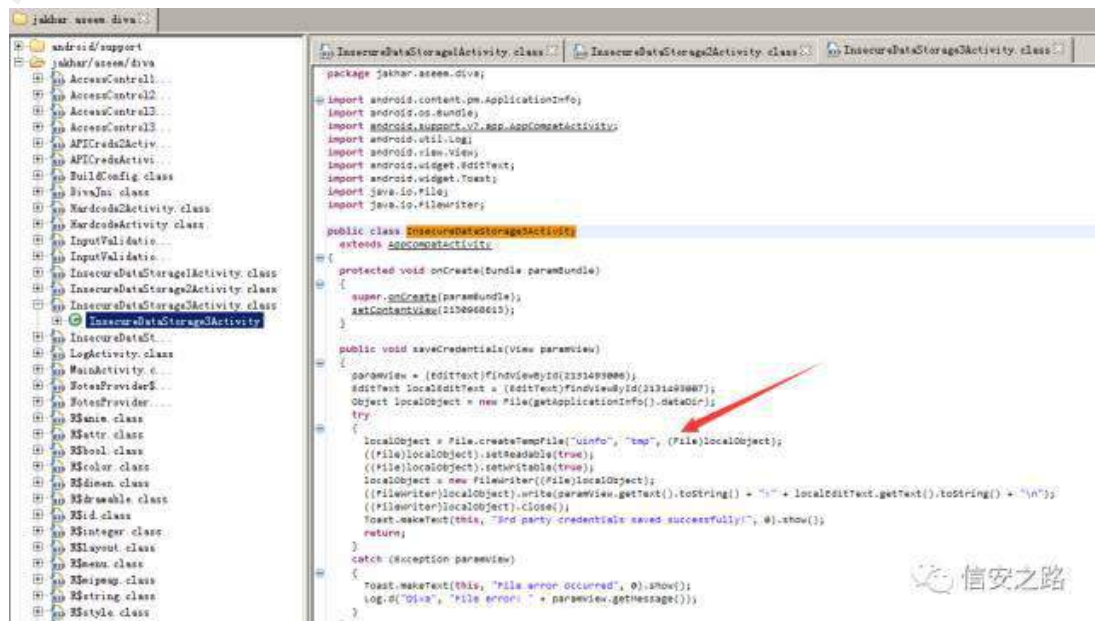 jakhar.aseem.diva
android/support
jakhar/aseem/diva
AccessControl1...
AccessControl2...
AccessControl3...
AccessControl3...
APICreds2Activ...
APICredsActivi...
BuildConfig.class
DivaJni.class
Hardcode2Activity.class
HardcodeActivity.class
InputValidatio...
InputValidatio...
InsecureDataStorage1Activity.class
InsecureDataStorage2Activity.class
InsecureDataStorage3Activity.class
InsecureDataStorage3Activity
InsecureDataSt...
LogActivity.class
MainActivity.c...
NotesProvider$...
NotesProvider....
R$anim.class
R$attr.class
R$bool.class
R$color.class
R$dimen.class
R$drawable.class
R$id.class
R$integer.class
R$layout.class
R$menu.class
R$mipmap.class
R$string.class
R$style.class
InsecureDataStorage1Activity.class
InsecureDataStorage2Activity.class
InsecureDataStorage3Activity.class
package jakhar.aseem.diva;
import android.content.pm.ApplicationInfo;
import android.os.Bundle;
import android.support.v7.app.AppCompatActivity;
import android.util.Log;
import android.view.View;
import android.widget.EditText;
import android.widget.Toast;
import java.io.File;
import java.io.FileWriter;
public class InsecureDataStorage3Activity
extends AppCompatActivity
{
protected void onCreate(Bundle paramBundle)
{
super.onCreate(paramBundle);
setContentView(2130968615);
}
public void saveCredentials(View paramView)
{
paramView = (EditText)findViewById(2131493006);
EditText localEditText = (EditText)findViewById(2131493007);
Object localObject = new File(getApplicationInfo().dataDir);
try
{
localObject = File.createTempFile("uinfo", "tmp", (File)localObject);
((File)localObject).setReadable(true);
((File)localObject).setWritable(true);
localObject = new FileWriter((File)localObject);
((FileWriter)localObject).write(paramView.getText().toString() + ":" + localEditText.getText().toString() + "\n");
((FileWriter)localObject).close();
Toast.makeText(this, "3rd party credentials saved successfully!", 0).show();
return;
}
catch (Exception paramView)
{
Toast.makeText(this, "File error occurred", 0).show();
Log.d("Diva", "File error: " + paramView.getMessage());
}
信安之路